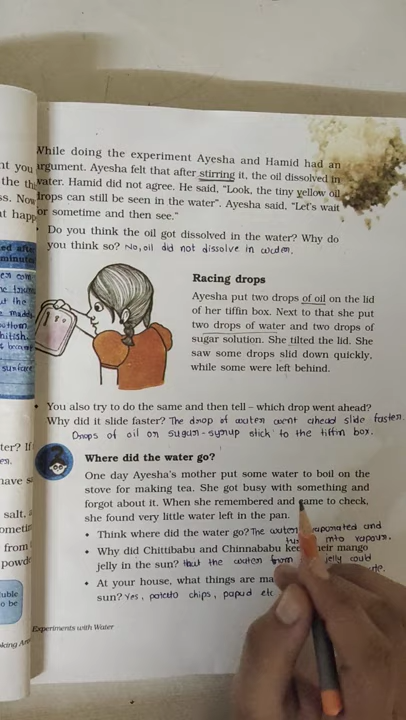 While doing the experiment Ayesha and Hamid had an
argument. Ayesha felt that after stirring it, the oil dissolved in
water. Hamid did not agree. He said, "Look, the tiny yellow oil
drops can still be seen in the water". Ayesha said, "Let's wait
for sometime and then see."
• Do you think the oil got dissolved in the water? Why do
you think so? No, oil did not dissolve in water.
Racing drops
Ayesha put two drops of oil on the lid
of her tiffin box. Next to that she put
two drops of water and two drops of
sugar solution. She tilted the lid. She
saw some drops slid down quickly,
while some were left behind.
• You also try to do the same and then tell – which drop went ahead?
Why did it slide faster? The drop of water went ahead slide faster.
Drops of oil or sugar-syrup stick to the tiffin box.
Where did the water go?
One day Ayesha's mother put some water to boil on the
stove for making tea. She got busy with something and
forgot about it. When she remembered and came to check,
she found very little water left in the pan.
• Think where did the water go? The water evaporated and
into vapours.
• Why did Chittibabu and Chinnababu their mango
jelly in the sun? that the water from jelly could
• At your house, what things are
sun? Yes, potato chips, papad etc
Experiments with Water